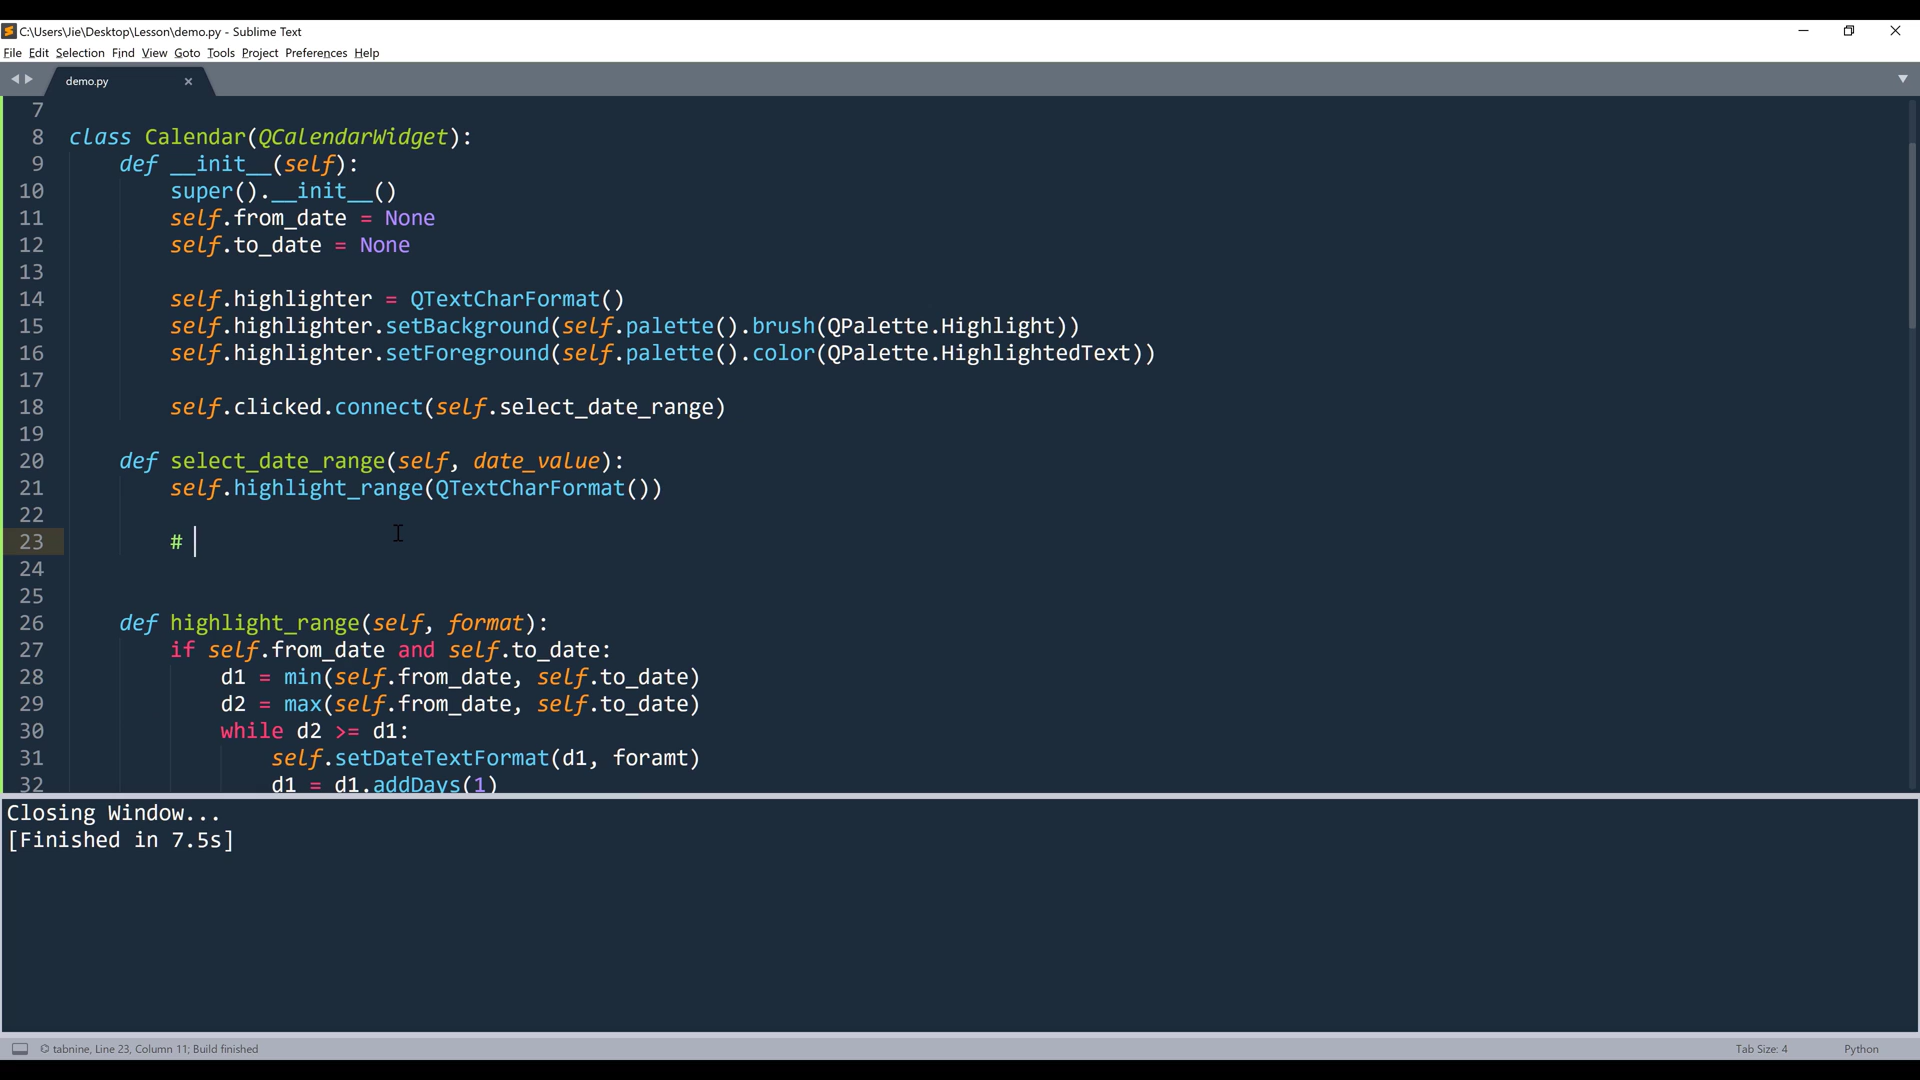 C:\Users\Jie\Desktop\Lesson\demo.py - Sublime Text
File Edit Selection Find View Goto Tools Project Preferences Help
demo.py
7
8 class Calendar(QCalendarWidget):
9     def __init__(self):
10         super().__init__()
11         self.from_date = None
12         self.to_date = None
13
14         self.highlighter = QTextCharFormat()
15         self.highlighter.setBackground(self.palette().brush(QPalette.Highlight))
16         self.highlighter.setForeground(self.palette().color(QPalette.HighlightedText))
17
18         self.clicked.connect(self.select_date_range)
19
20     def select_date_range(self, date_value):
21         self.highlight_range(QTextCharFormat())
22
23         #
24
25
26     def highlight_range(self, format):
27         if self.from_date and self.to_date:
28             d1 = min(self.from_date, self.to_date)
29             d2 = max(self.from_date, self.to_date)
30             while d2 >= d1:
31                 self.setDateTextFormat(d1, foramt)
32                 d1 = d1.addDays(1)
Closing Window...
[Finished in 7.5s]
tabnine, Line 23, Column 11; Build finished Tab Size: 4 Python